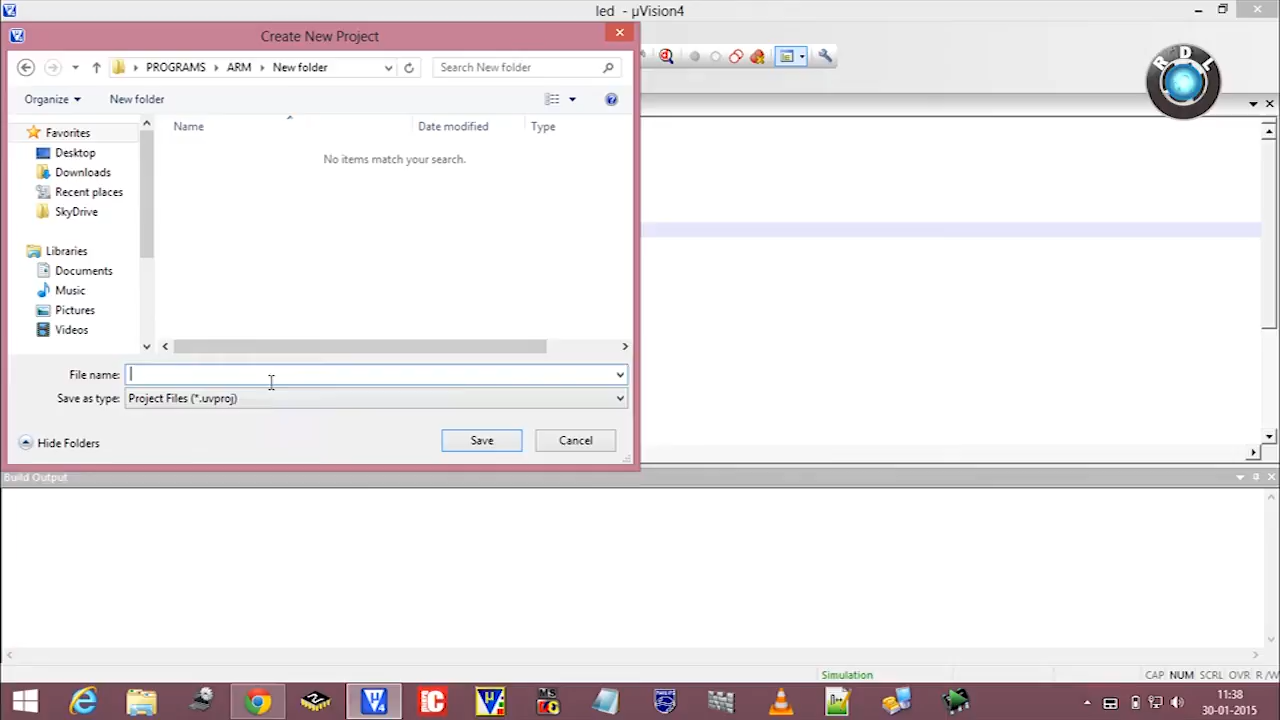 led - µVision4
Create New Project
PROGRAMS
ARM
New folder
Search New folder
Organize
New folder
R D L
Favorites
Desktop
Downloads
Recent places
SkyDrive
Libraries
Documents
Music
Pictures
Videos
Name
Date modified
Type
No items match your search.
File name:
Save as type:
Project Files (*.uvproj)
Hide Folders
Save
Cancel
Build Output
Simulation
CAP NUM SCRL OVR R /W
11:38
30-01-2015